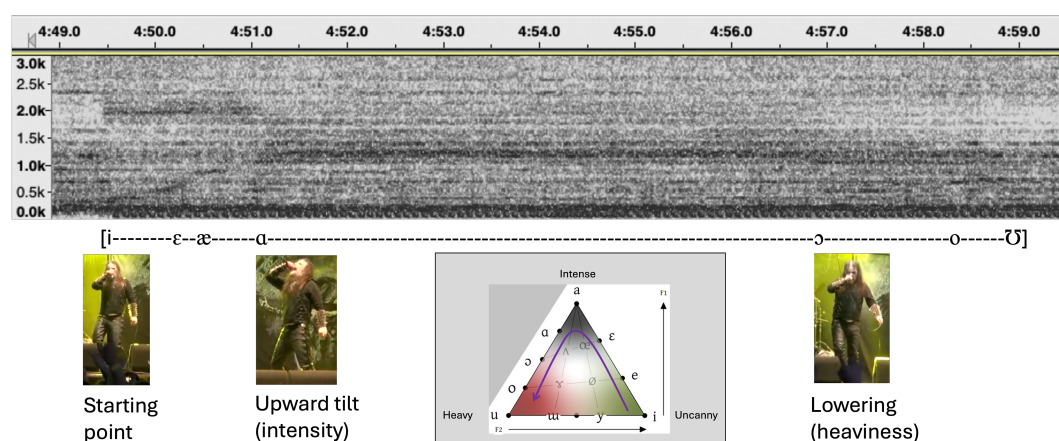 4:49.0 4:50.0 4:51.0 4:52.0 4:53.0 4:54.0 4:55.0 4:56.0 4:57.0 4:58.0 4:59.0
3.0k
2.5k
2.0k
1.5k
1.0k
0.5k
0.0k
[i---------ɛ--æ------ɑ-------------------------------------------------------------------ɔ----------------o-------Ʊ]
Intense
a
F1
ɑ
ɛ
ʌ
œ
ɔ
e
ɤ
ø
o
Heavy
u
ɯ
y
i
Uncanny
F2
Starting
point
Upward tilt
(intensity)
Lowering
(heaviness)